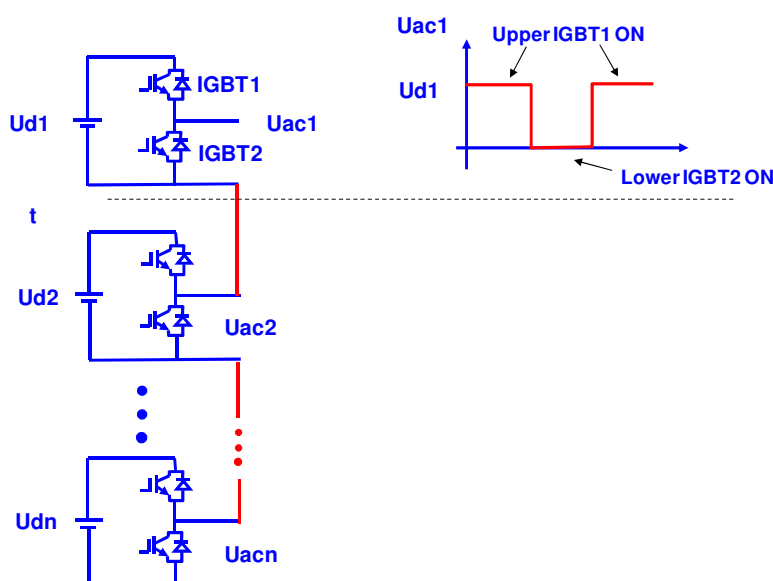 Uac1
Upper IGBT1 ON
IGBT1
Ud1
Ud1
Uac1
IGBT2
Lower IGBT2 ON
t
Ud2
Uac2
Udn
Uacn